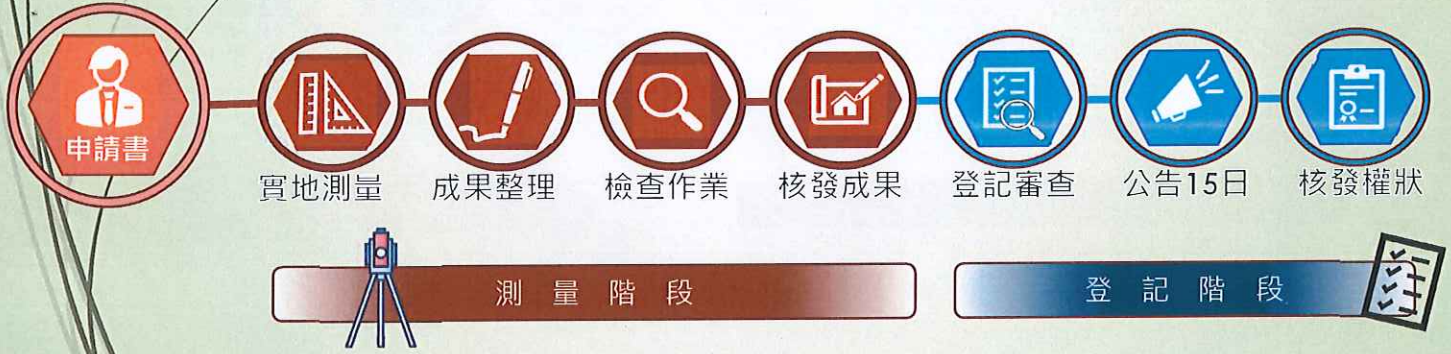 申請書
實地測量
成果整理
檢查作業
核發成果
登記審查
公告15日
核發權狀
測量階段
登記階段